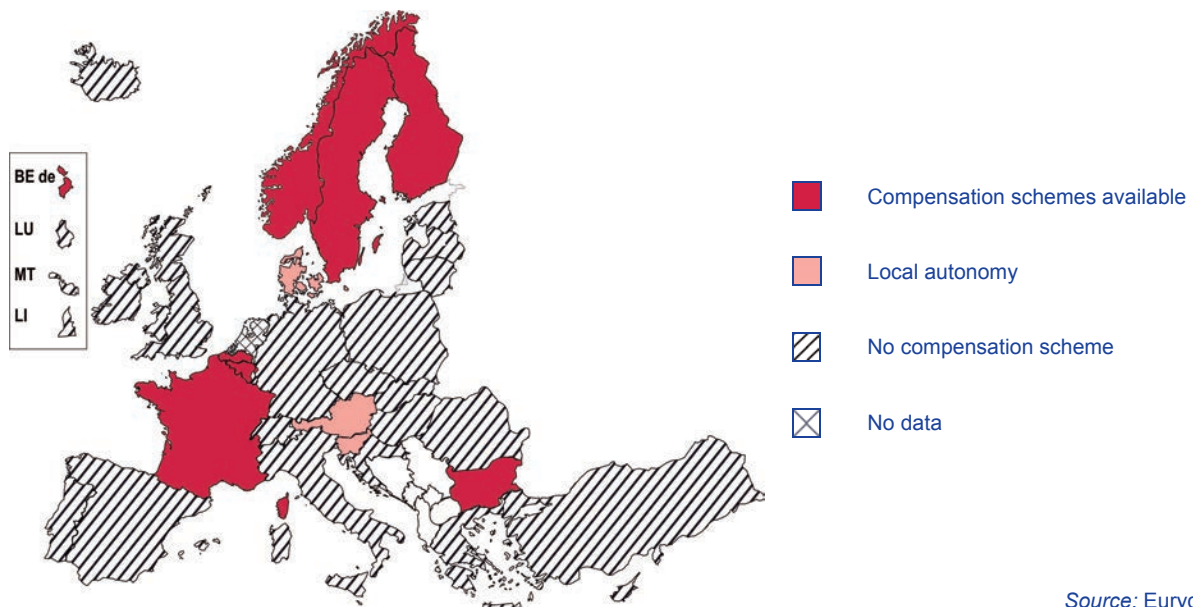 BE de
LU
MT
LI
Compensation schemes available
Local autonomy
No compensation scheme
No data
Source: